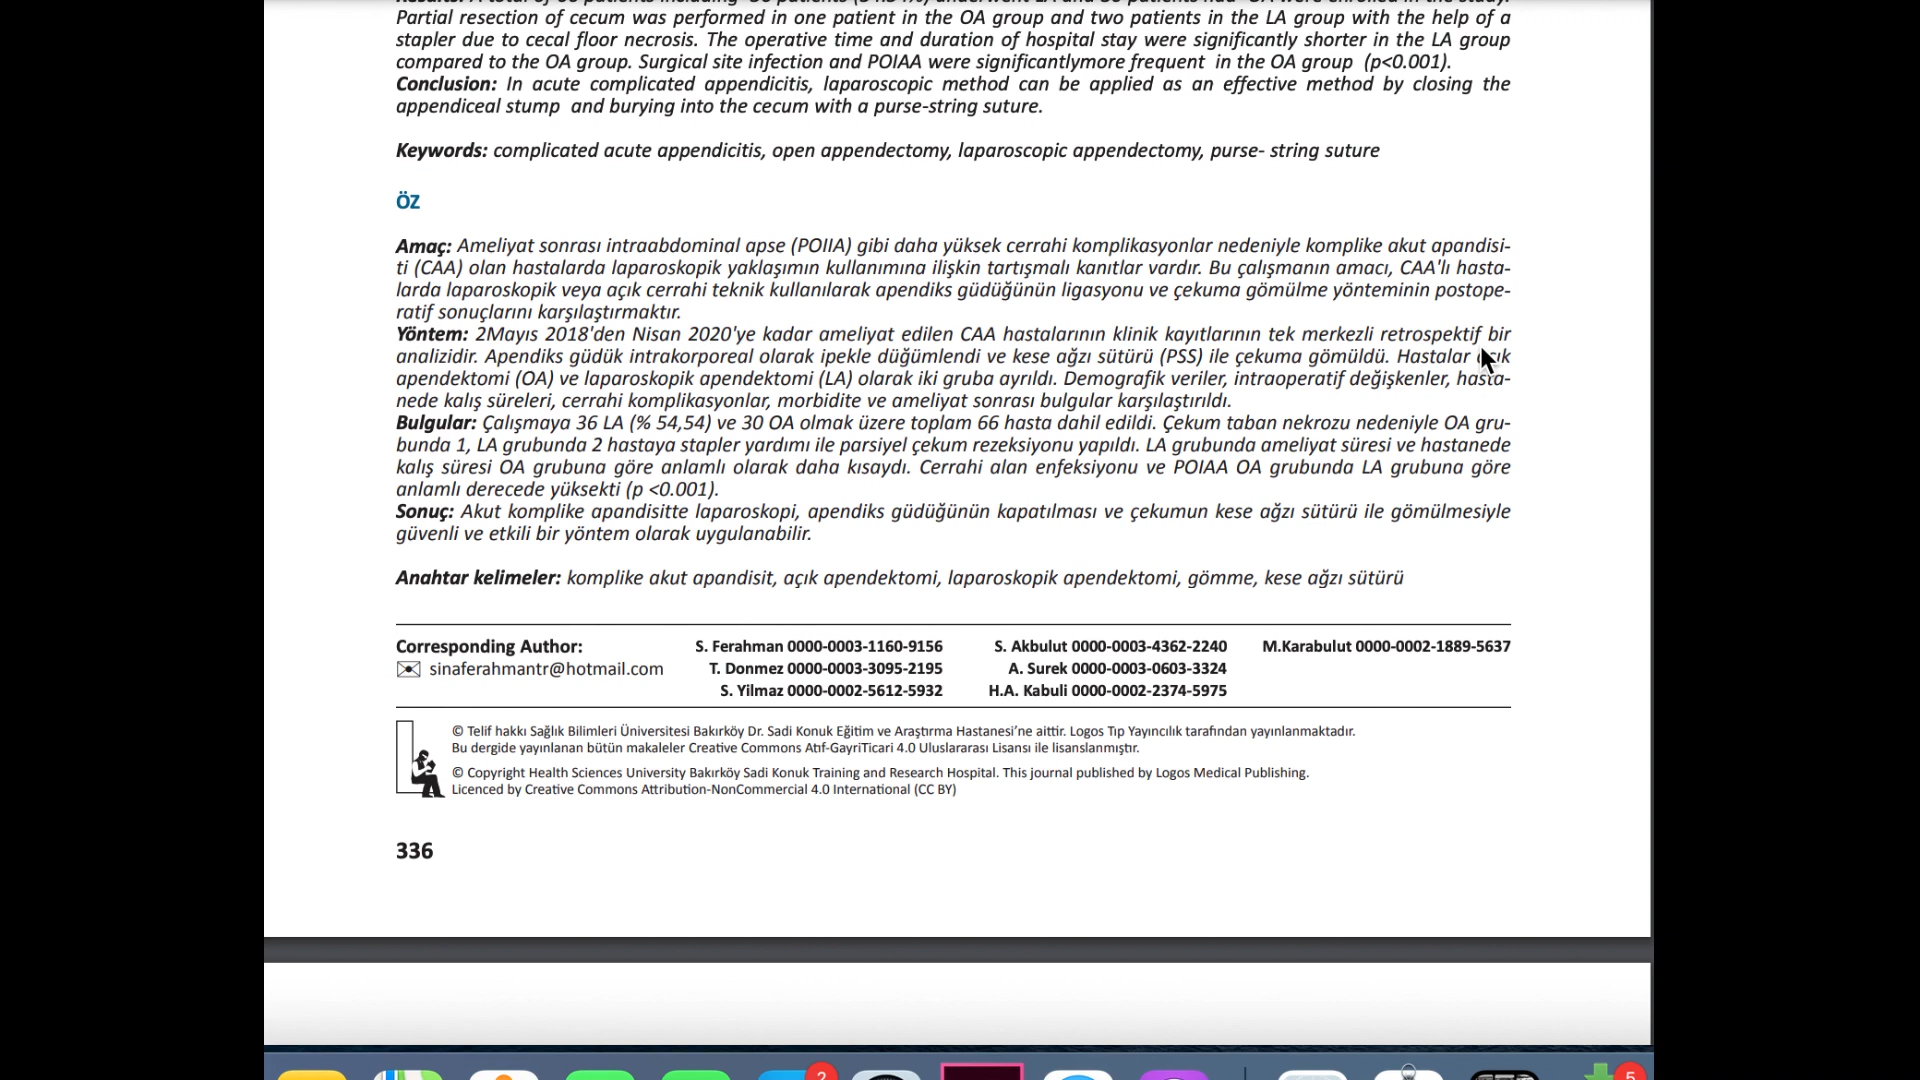 Partial resection of cecum was performed in one patient in the OA group and two patients in the LA group with the help of a
stapler due to cecal floor necrosis. The operative time and duration of hospital stay were significantly shorter in the LA group
compared to the OA group. Surgical site infection and POIAA were significantlymore frequent in the OA group (p<0.001).
Conclusion: In acute complicated appendicitis, laparoscopic method can be applied as an effective method by closing the
appendiceal stump and burying into the cecum with a purse-string suture.
Keywords: complicated acute appendicitis, open appendectomy, laparoscopic appendectomy, purse- string suture
ÖZ
Amaç: Ameliyat sonrası intraabdominal apse (POIIA) gibi daha yüksek cerrahi komplikasyonlar nedeniyle komplike akut apandisi-
ti (CAA) olan hastalarda laparoskopik yaklaşımın kullanımına ilişkin tartışmalı kanıtlar vardır. Bu çalışmanın amacı, CAA'lı hasta-
larda laparoskopik veya açık cerrahi teknik kullanılarak apendiks güdüğünün ligasyonu ve çekuma gömülme yönteminin postope-
ratif sonuçlarını karşılaştırmaktır.
Yöntem: 2Mayıs 2018'den Nisan 2020'ye kadar ameliyat edilen CAA hastalarının klinik kayıtlarının tek merkezli retrospektif bir
analizidir. Apendiks güdük intrakorporeal olarak ipekle düğümlendi ve kese ağzı sütürü (PSS) ile çekuma gömüldü. Hastalar açık
apendektomi (OA) ve laparoskopik apendektomi (LA) olarak iki gruba ayrıldı. Demografik veriler, intraoperatif değişkenler, hasta-
nede kalış süreleri, cerrahi komplikasyonlar, morbidite ve ameliyat sonrası bulgular karşılaştırıldı.
Bulgular: Çalışmaya 36 LA (% 54,54) ve 30 OA olmak üzere toplam 66 hasta dahil edildi. Çekum taban nekrozu nedeniyle OA gru-
bunda 1, LA grubunda 2 hastaya stapler yardımı ile parsiyel çekum rezeksiyonu yapıldı. LA grubunda ameliyat süresi ve hastanede
kalış süresi OA grubuna göre anlamlı olarak daha kısaydı. Cerrahi alan enfeksiyonu ve POIAA OA grubunda LA grubuna göre
anlamlı derecede yüksekti (p <0.001).
Sonuç: Akut komplike apandisitte laparoskopi, apendiks güdüğünün kapatılması ve çekumun kese ağzı sütürü ile gömülmesiyle
güvenli ve etkili bir yöntem olarak uygulanabilir.
Anahtar kelimeler: komplike akut apandisit, açık apendektomi, laparoskopik apendektomi, gömme, kese ağzı sütürü
Corresponding Author:
sinaferahmantr@hotmail.com
S. Ferahman 0000-0003-1160-9156
T. Donmez 0000-0003-3095-2195
S. Yilmaz 0000-0002-5612-5932
S. Akbulut 0000-0003-4362-2240
A. Surek 0000-0003-0603-3324
H.A. Kabuli 0000-0002-2374-5975
M.Karabulut 0000-0002-1889-5637
© Telif hakkı Sağlık Bilimleri Üniversitesi Bakırköy Dr. Sadi Konuk Eğitim ve Araştırma Hastanesi'ne aittir. Logos Tıp Yayıncılık tarafından yayınlanmaktadır.
Bu dergide yayınlanan bütün makaleler Creative Commons Atıf-GayriTicari 4.0 Uluslararası Lisansı ile lisanslanmıştır.
© Copyright Health Sciences University Bakırköy Sadi Konuk Training and Research Hospital. This journal published by Logos Medical Publishing.
Licenced by Creative Commons Attribution-NonCommercial 4.0 International (CC BY)
336
2
5